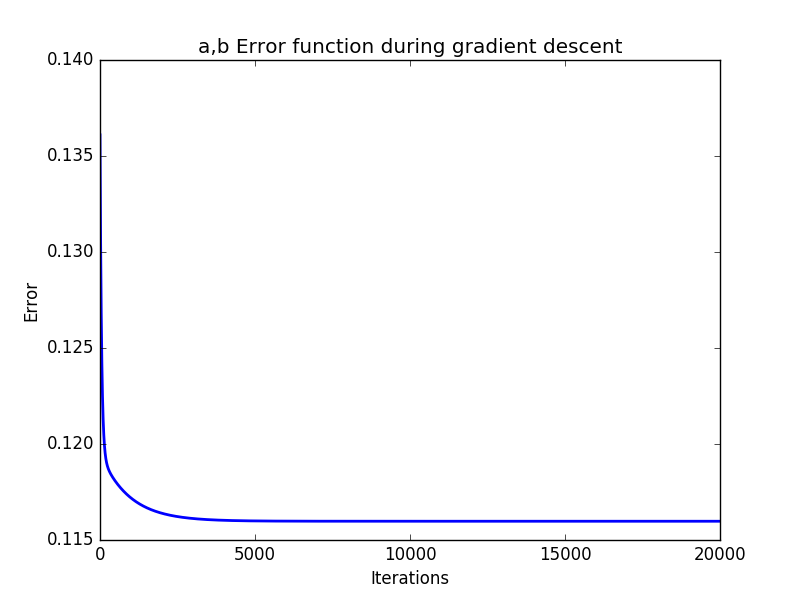 a,b Error function during gradient descent
0.140
0.135
0.130
0.125
0.120
0.115
Error
0 5000 10000 15000 20000
Iterations